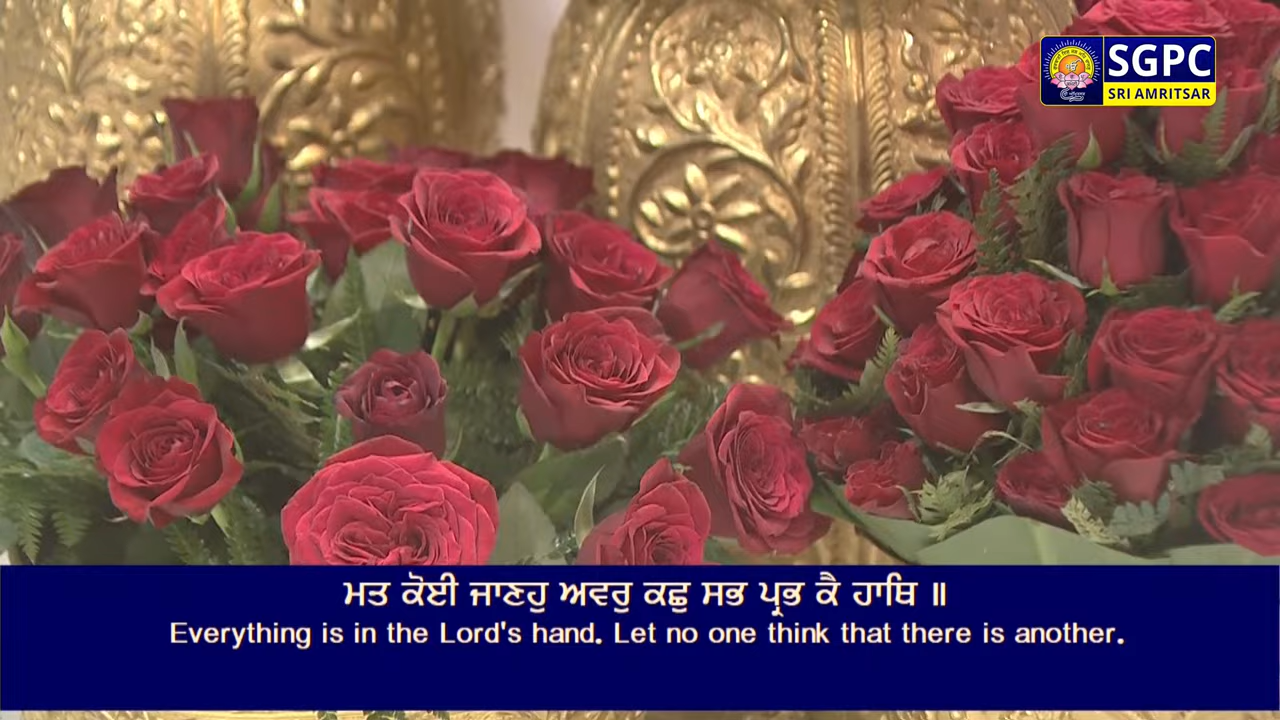 SGPC
SRI AMRITSAR
ਮਤ ਕੋਈ ਜਾਣਹੁ ਅਵਰੁ ਕਛੁ ਸਭ ਪ੍ਰਭ ਕੈ ਹਾਥਿ ॥
Everything is in the Lord's hand. Let no one think that there is another.